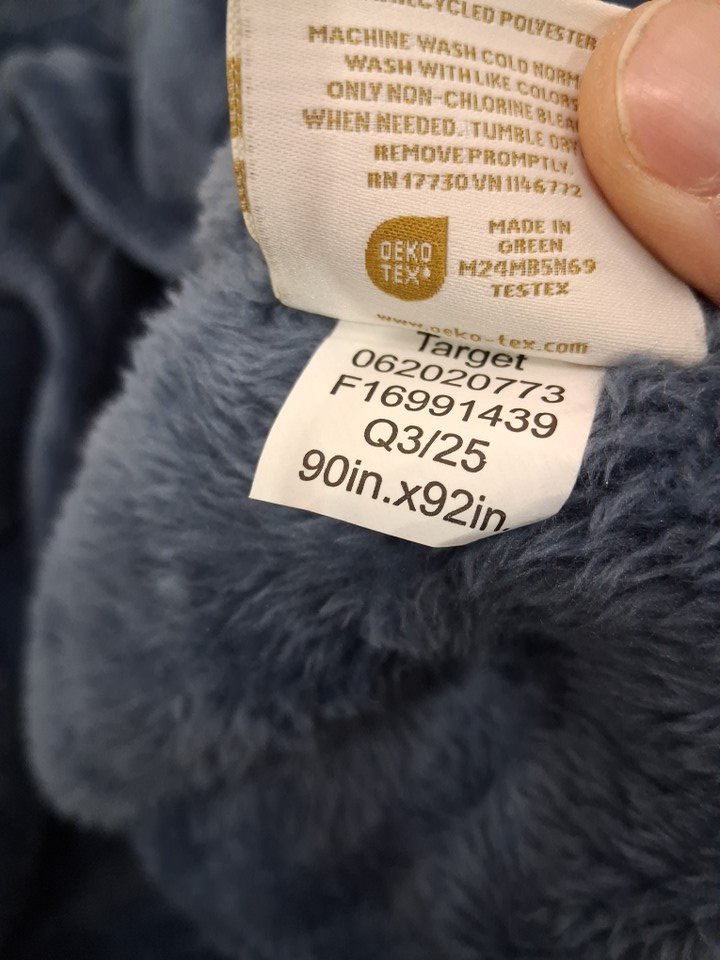 RECYCLED POLYESTER
MACHINE WASH COLD NORM
WASH WITH LIKE COLORS
ONLY NON-CHLORINE BLEA
WHEN NEEDED. TUMBLE DRY
REMOVE PROMPTLY.
RN 17730 VN 1146772
OEKO
TEX®
MADE IN
GREEN
M24MB5N69
TESTEX
www.oeko-tex.com
Target
062020773
F16991439
Q3/25
90in.x92in.